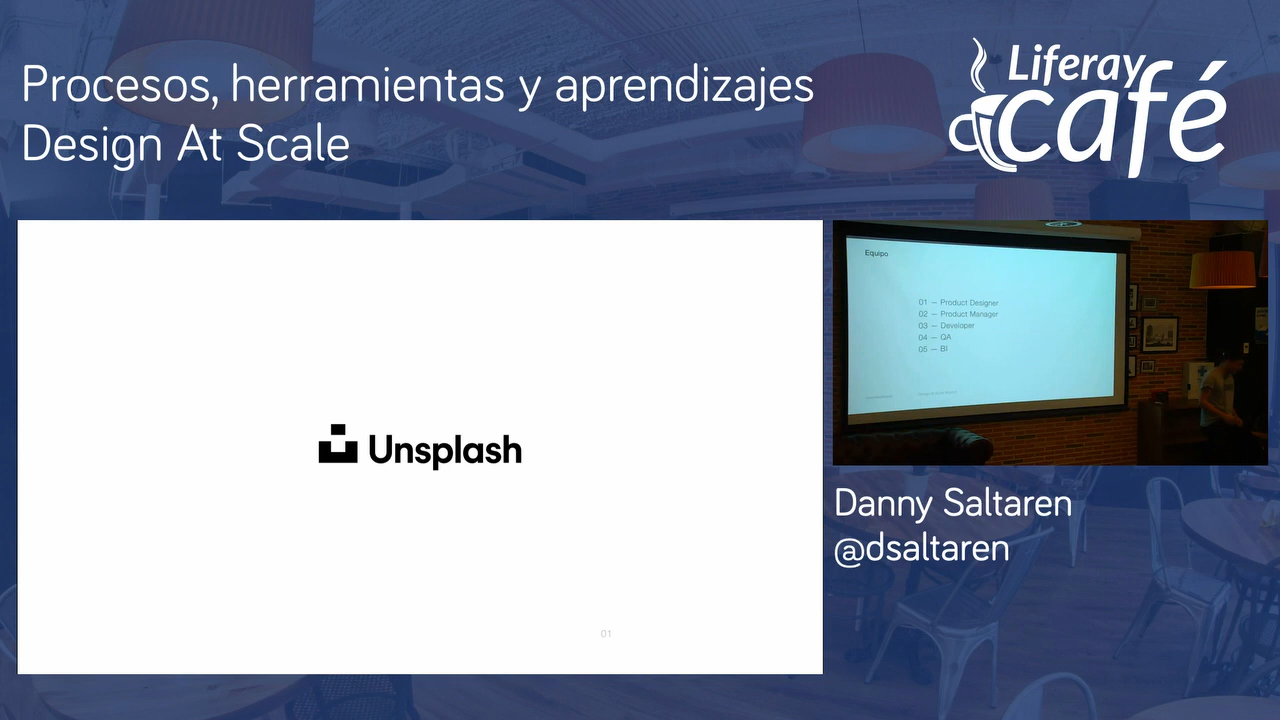 Procesos, herramientas y aprendizajes
Design At Scale
Liferay
café
Unsplash
01
Equipo
01 — Product Designer
02 — Product Manager
03 — Developer
04 — QA
05 — BI
Danny Saltaren
@dsaltaren